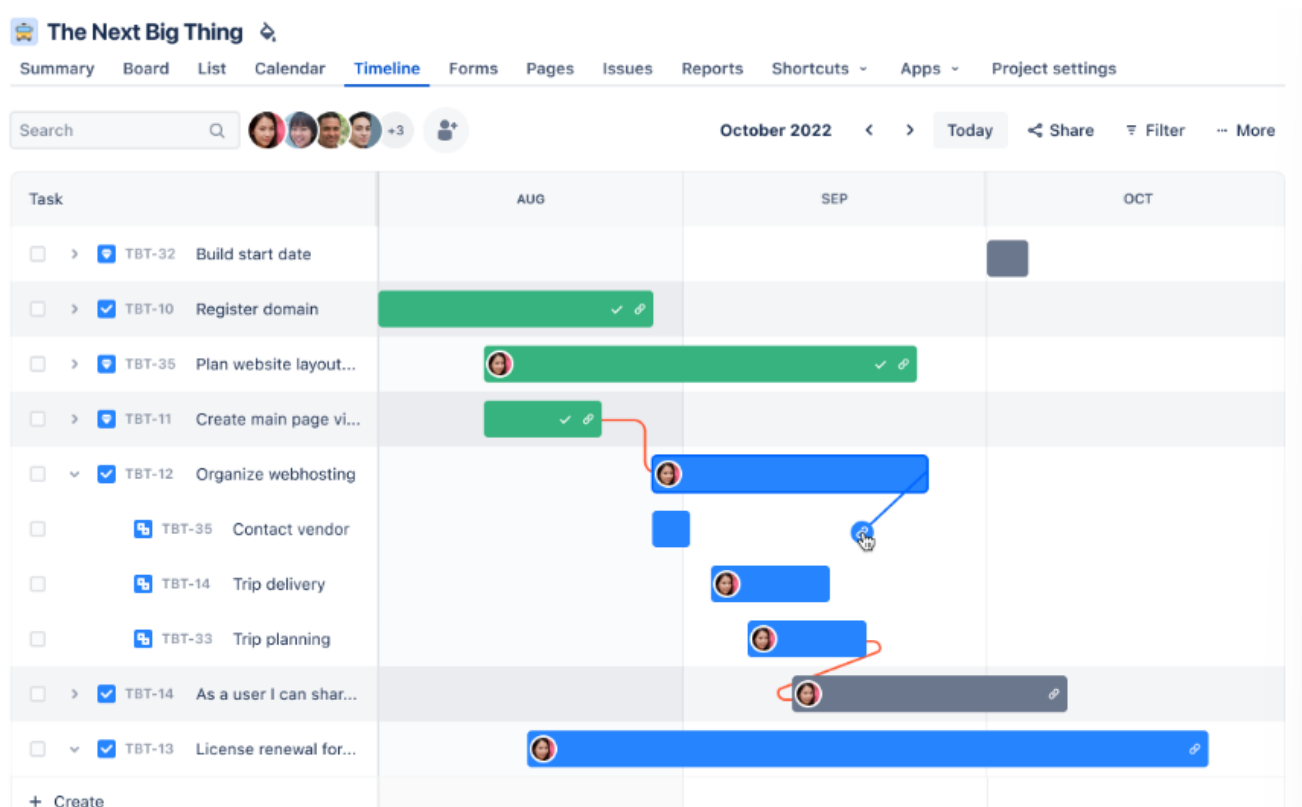 The Next Big Thing
Summary Board List Calendar Timeline Forms Pages Issues Reports Shortcuts Apps Project settings
Search +3 October 2022 < > Today Share Filter ... More
Task AUG SEP OCT
TBT-32 Build start date
TBT-10 Register domain
TBT-35 Plan website layout...
TBT-11 Create main page vi...
TBT-12 Organize webhosting
TBT-35 Contact vendor
TBT-14 Trip delivery
TBT-33 Trip planning
TBT-14 As a user I can shar...
TBT-13 License renewal for...
+ Create